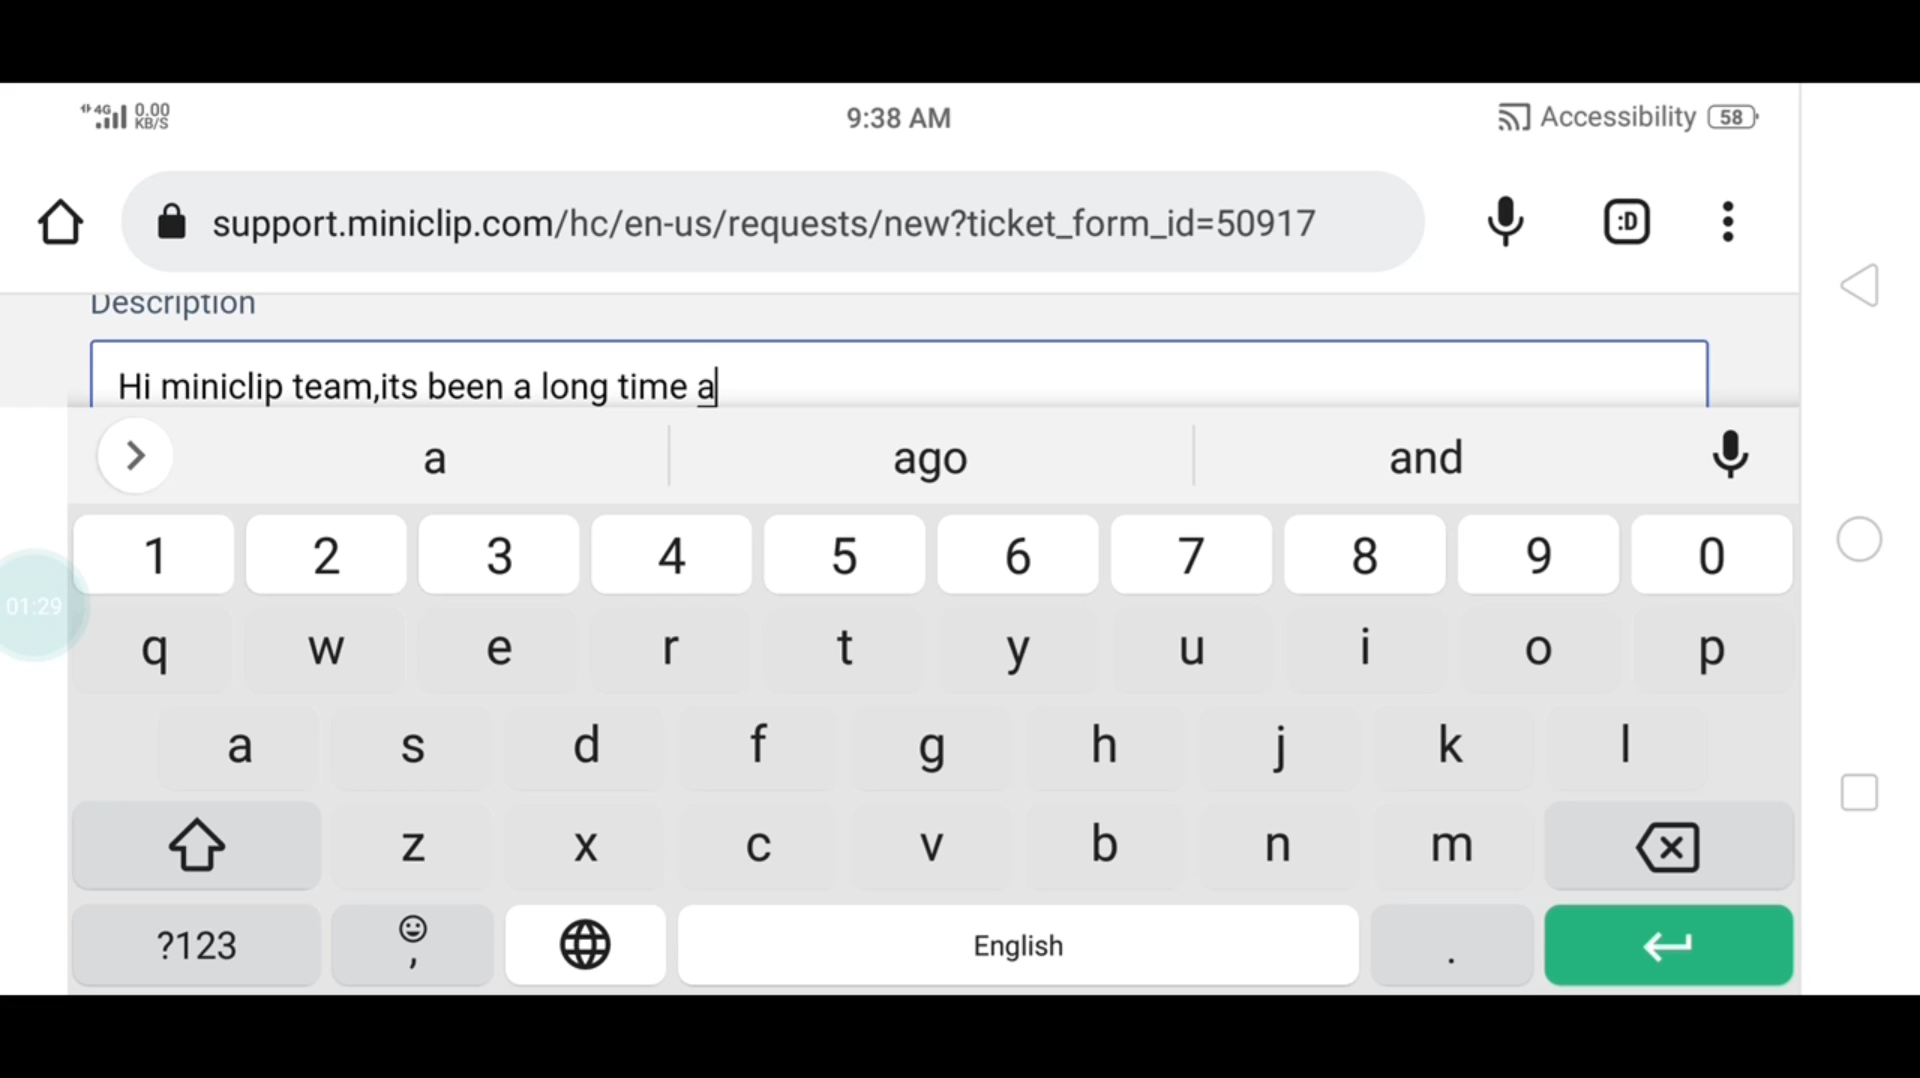 4G 0.00 KB/S 9:38 AM Accessibility 58
support.miniclip.com/hc/en-us/requests/new?ticket_form_id=50917 :D
Description
Hi miniclip team,its been a long time a
a ago and
1 2 3 4 5 6 7 8 9 0
01:29
q w e r t y u i o p
a s d f g h j k l
z x c v b n m
?123 , English .